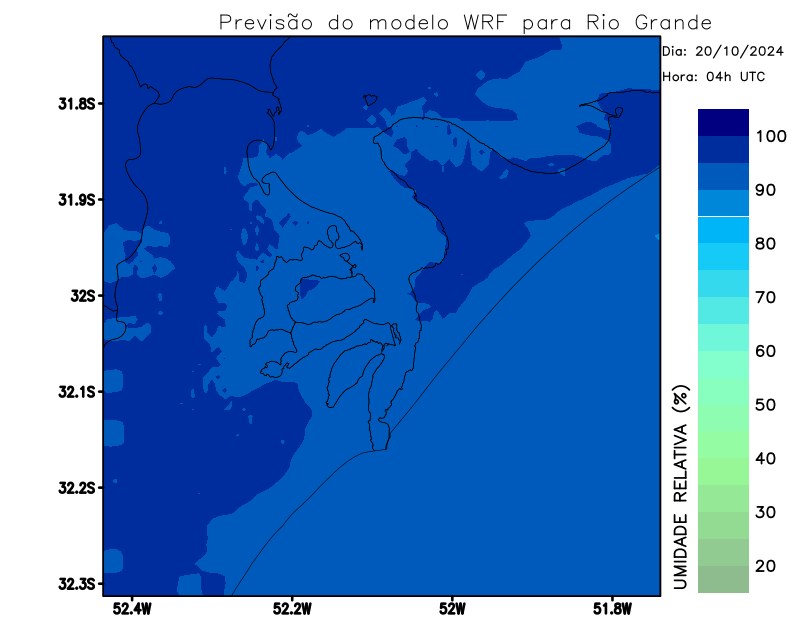 Previsão do modelo WRF para Rio Grande
Dia: 20/10/2024
Hora: 04h UTC
31.8S
31.9S
32S
32.1S
32.2S
32.3S
52.4W
52.2W
52W
51.8W
UMIDADE RELATIVA (%)
100
90
80
70
60
50
40
30
20